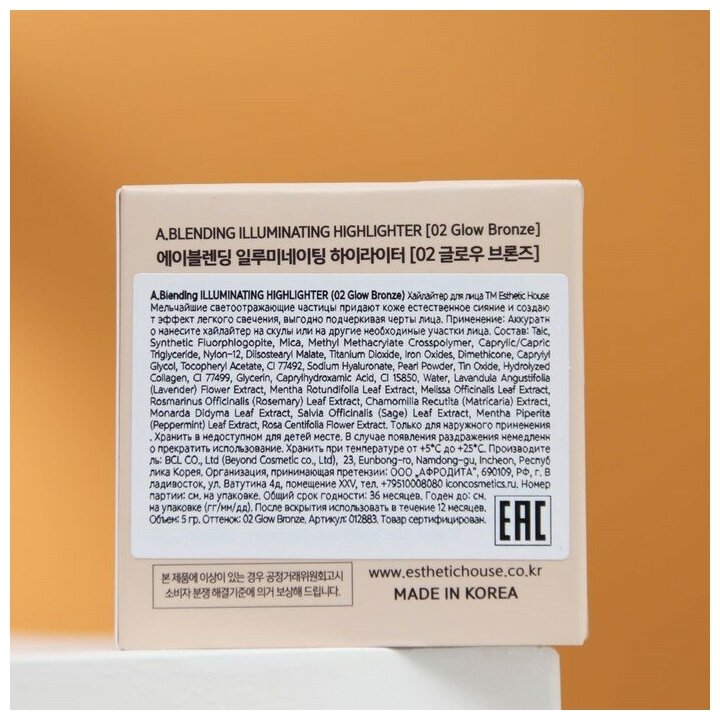 A.BLENDING ILLUMINATING HIGHLIGHTER [02 Glow Bronze]
에이블렌딩 일루미네이팅 하이라이터 [02 글로우 브론즈]
A.Blending ILLUMINATING HIGHLIGHTER (02 Glow Bronze) Хайлайтер для лица TM Esthetic House
Мельчайшие светоотражающие частицы придают коже естественное сияние и создаю
т эффект легкого свечения, выгодно подчеркивая черты лица. Применение: Аккуратн
о нанесите хайлайтер на скулы или на другие необходимые участки лица. Состав: Talc,
Synthetic Fluorphlogopite, Mica, Methyl Methacrylate Crosspolymer, Caprylic/Capric
Triglyceride, Nylon-12, Diisostearyl Malate, Titanium Dioxide, Iron Oxides, Dimethicone, Caprylyl
Glycol, Tocopheryl Acetate, CI 77492, Sodium Hyaluronate, Pearl Powder, Tin Oxide, Hydrolyzed
Collagen, CI 77499, Glycerin, Caprylhydroxamic Acid, CI 15850, Water, Lavandula Angustifolia
(Lavender) Flower Extract, Mentha Rotundifolia Leaf Extract, Melissa Officinalis Leaf Extract,
Rosmarinus Officinalis (Rosemary) Leaf Extract, Chamomilla Recutita (Matricaria) Extract,
Monarda Didyma Leaf Extract, Salvia Officinalis (Sage) Leaf Extract, Mentha Piperita
(Peppermint) Leaf Extract, Rosa Centifolia Flower Extract. Только для наружного применения
. Хранить в недоступном для детей месте. В случае появления раздражения немедленн
о прекратить использование. Хранить при температуре от +5°C до +25°C. Производите
ль: BCL CO., Ltd (Beyond Cosmetic co., Ltd), 23, Eunbong-ro, Namdong-gu, Incheon, Респуб
лика Корея. Организация, принимающая претензии: ООО „АФРОДИТА", 690109, РФ, г. В
ладивосток, ул. Ватутина 4д, помещение XXV, тел. +79510008080 iconcosmetics.ru. Номер
партии: см. на упаковке. Общий срок годности: 36 месяцев. Годен до: см.
на упаковке (гг/мм/дд). После вскрытия использовать в течение 12 месяцев.
Объем: 5 гр. Оттенок: 02 Glow Bronze. Артикул: 012883. Товар сертифицирован.
EAC
본 제품에 이상이 있는 경우 공정거래위원회고시
소비자 분쟁 해결기준에 의거 보상해 드립니다.
www.esthetichouse.co.kr
MADE IN KOREA